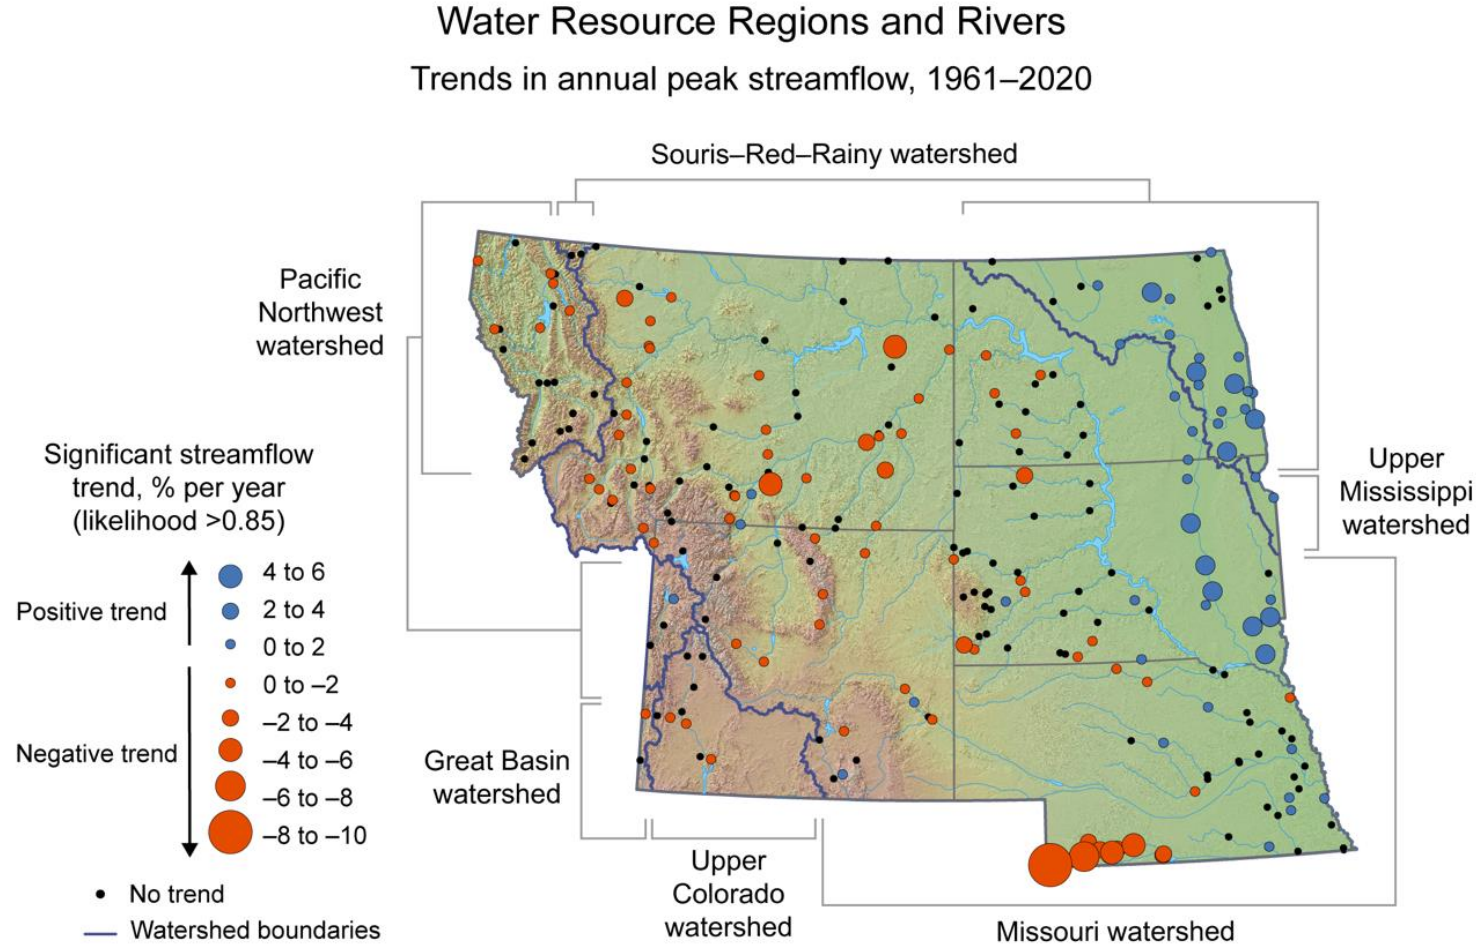 Water Resource Regions and Rivers
Trends in annual peak streamflow, 1961–2020
Souris–Red–Rainy watershed
Pacific
Northwest
watershed
Significant streamflow
trend, % per year
(likelihood >0.85)
Positive trend
4 to 6
2 to 4
0 to 2
Negative trend
0 to –2
–2 to –4
–4 to –6
–6 to –8
–8 to –10
No trend
Watershed boundaries
Upper
Mississippi
watershed
Great Basin
watershed
Upper
Colorado
watershed
Missouri watershed